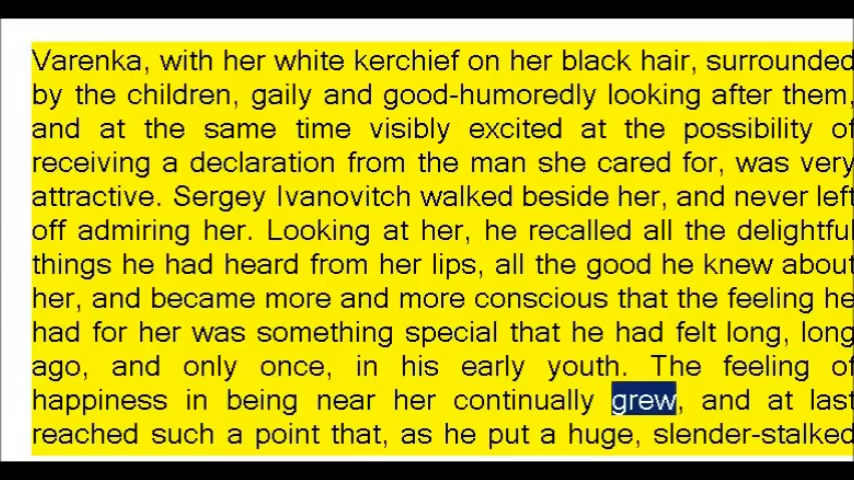 Varenka, with her white kerchief on her black hair, surrounded
by the children, gaily and good-humoredly looking after them,
and at the same time visibly excited at the possibility of
receiving a declaration from the man she cared for, was very
attractive. Sergey Ivanovitch walked beside her, and never left
off admiring her. Looking at her, he recalled all the delightful
things he had heard from her lips, all the good he knew about
her, and became more and more conscious that the feeling he
had for her was something special that he had felt long, long
ago, and only once, in his early youth. The feeling of
happiness in being near her continually grew, and at last
reached such a point that, as he put a huge, slender-stalked